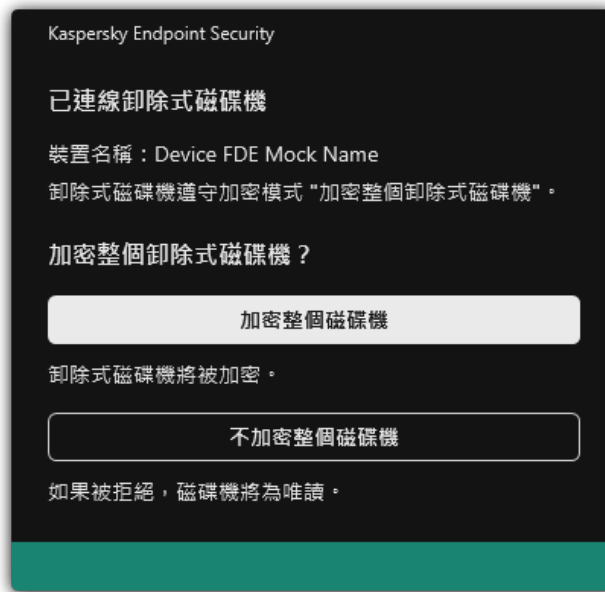 Kaspersky Endpoint Security
已連線卸除式磁碟機
裝置名稱：Device FDE Mock Name
卸除式磁碟機遵守加密模式 "加密整個卸除式磁碟機"。
加密整個卸除式磁碟機？
加密整個磁碟機
卸除式磁碟機將被加密。
不加密整個磁碟機
如果被拒絕，磁碟機將為唯讀。